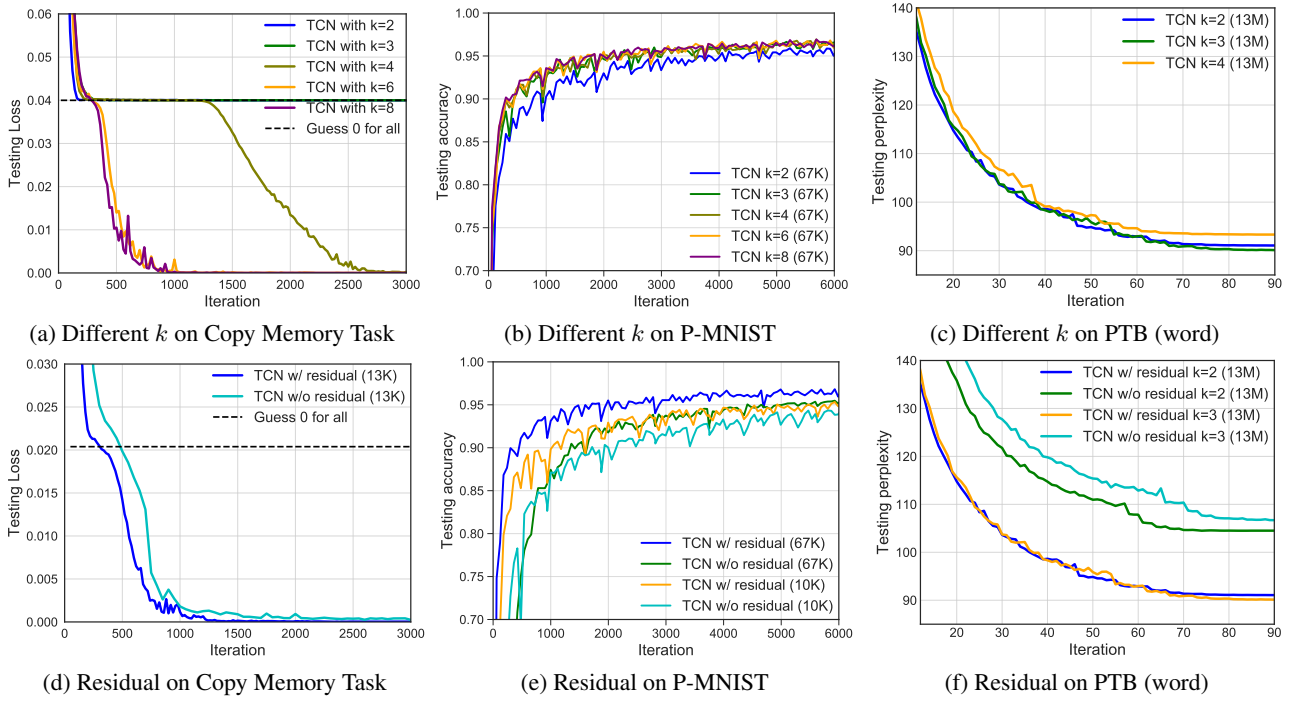 0.06
0.05
0.04
0.03
0.02
0.01
0.00
Testing Loss
0 500 1000 1500 2000 2500 3000
Iteration
TCN with k=2
TCN with k=3
TCN with k=4
TCN with k=6
TCN with k=8
Guess 0 for all
(a) Different k on Copy Memory Task
1.00
0.95
0.90
0.85
0.80
0.75
0.70
Testing accuracy
0 1000 2000 3000 4000 5000 6000
Iteration
TCN k=2 (67K)
TCN k=3 (67K)
TCN k=4 (67K)
TCN k=6 (67K)
TCN k=8 (67K)
(b) Different k on P-MNIST
140
130
120
110
100
90
Testing perplexity
20 30 40 50 60 70 80 90
Iteration
TCN k=2 (13M)
TCN k=3 (13M)
TCN k=4 (13M)
(c) Different k on PTB (word)
0.030
0.025
0.020
0.015
0.010
0.005
0.000
Testing Loss
0 500 1000 1500 2000 2500 3000
Iteration
TCN w/ residual (13K)
TCN w/o residual (13K)
Guess 0 for all
(d) Residual on Copy Memory Task
1.00
0.95
0.90
0.85
0.80
0.75
0.70
Testing accuracy
0 1000 2000 3000 4000 5000 6000
Iteration
TCN w/ residual (67K)
TCN w/o residual (67K)
TCN w/ residual (10K)
TCN w/o residual (10K)
(e) Residual on P-MNIST
140
130
120
110
100
90
Testing perplexity
20 30 40 50 60 70 80 90
Iteration
TCN w/ residual k=2 (13M)
TCN w/o residual k=2 (13M)
TCN w/ residual k=3 (13M)
TCN w/o residual k=3 (13M)
(f) Residual on PTB (word)